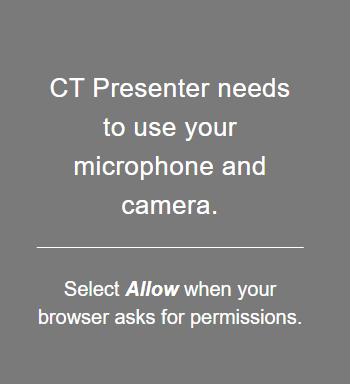 CT Presenter needs
to use your
microphone and
camera.
Select Allow when your
browser asks for permissions.